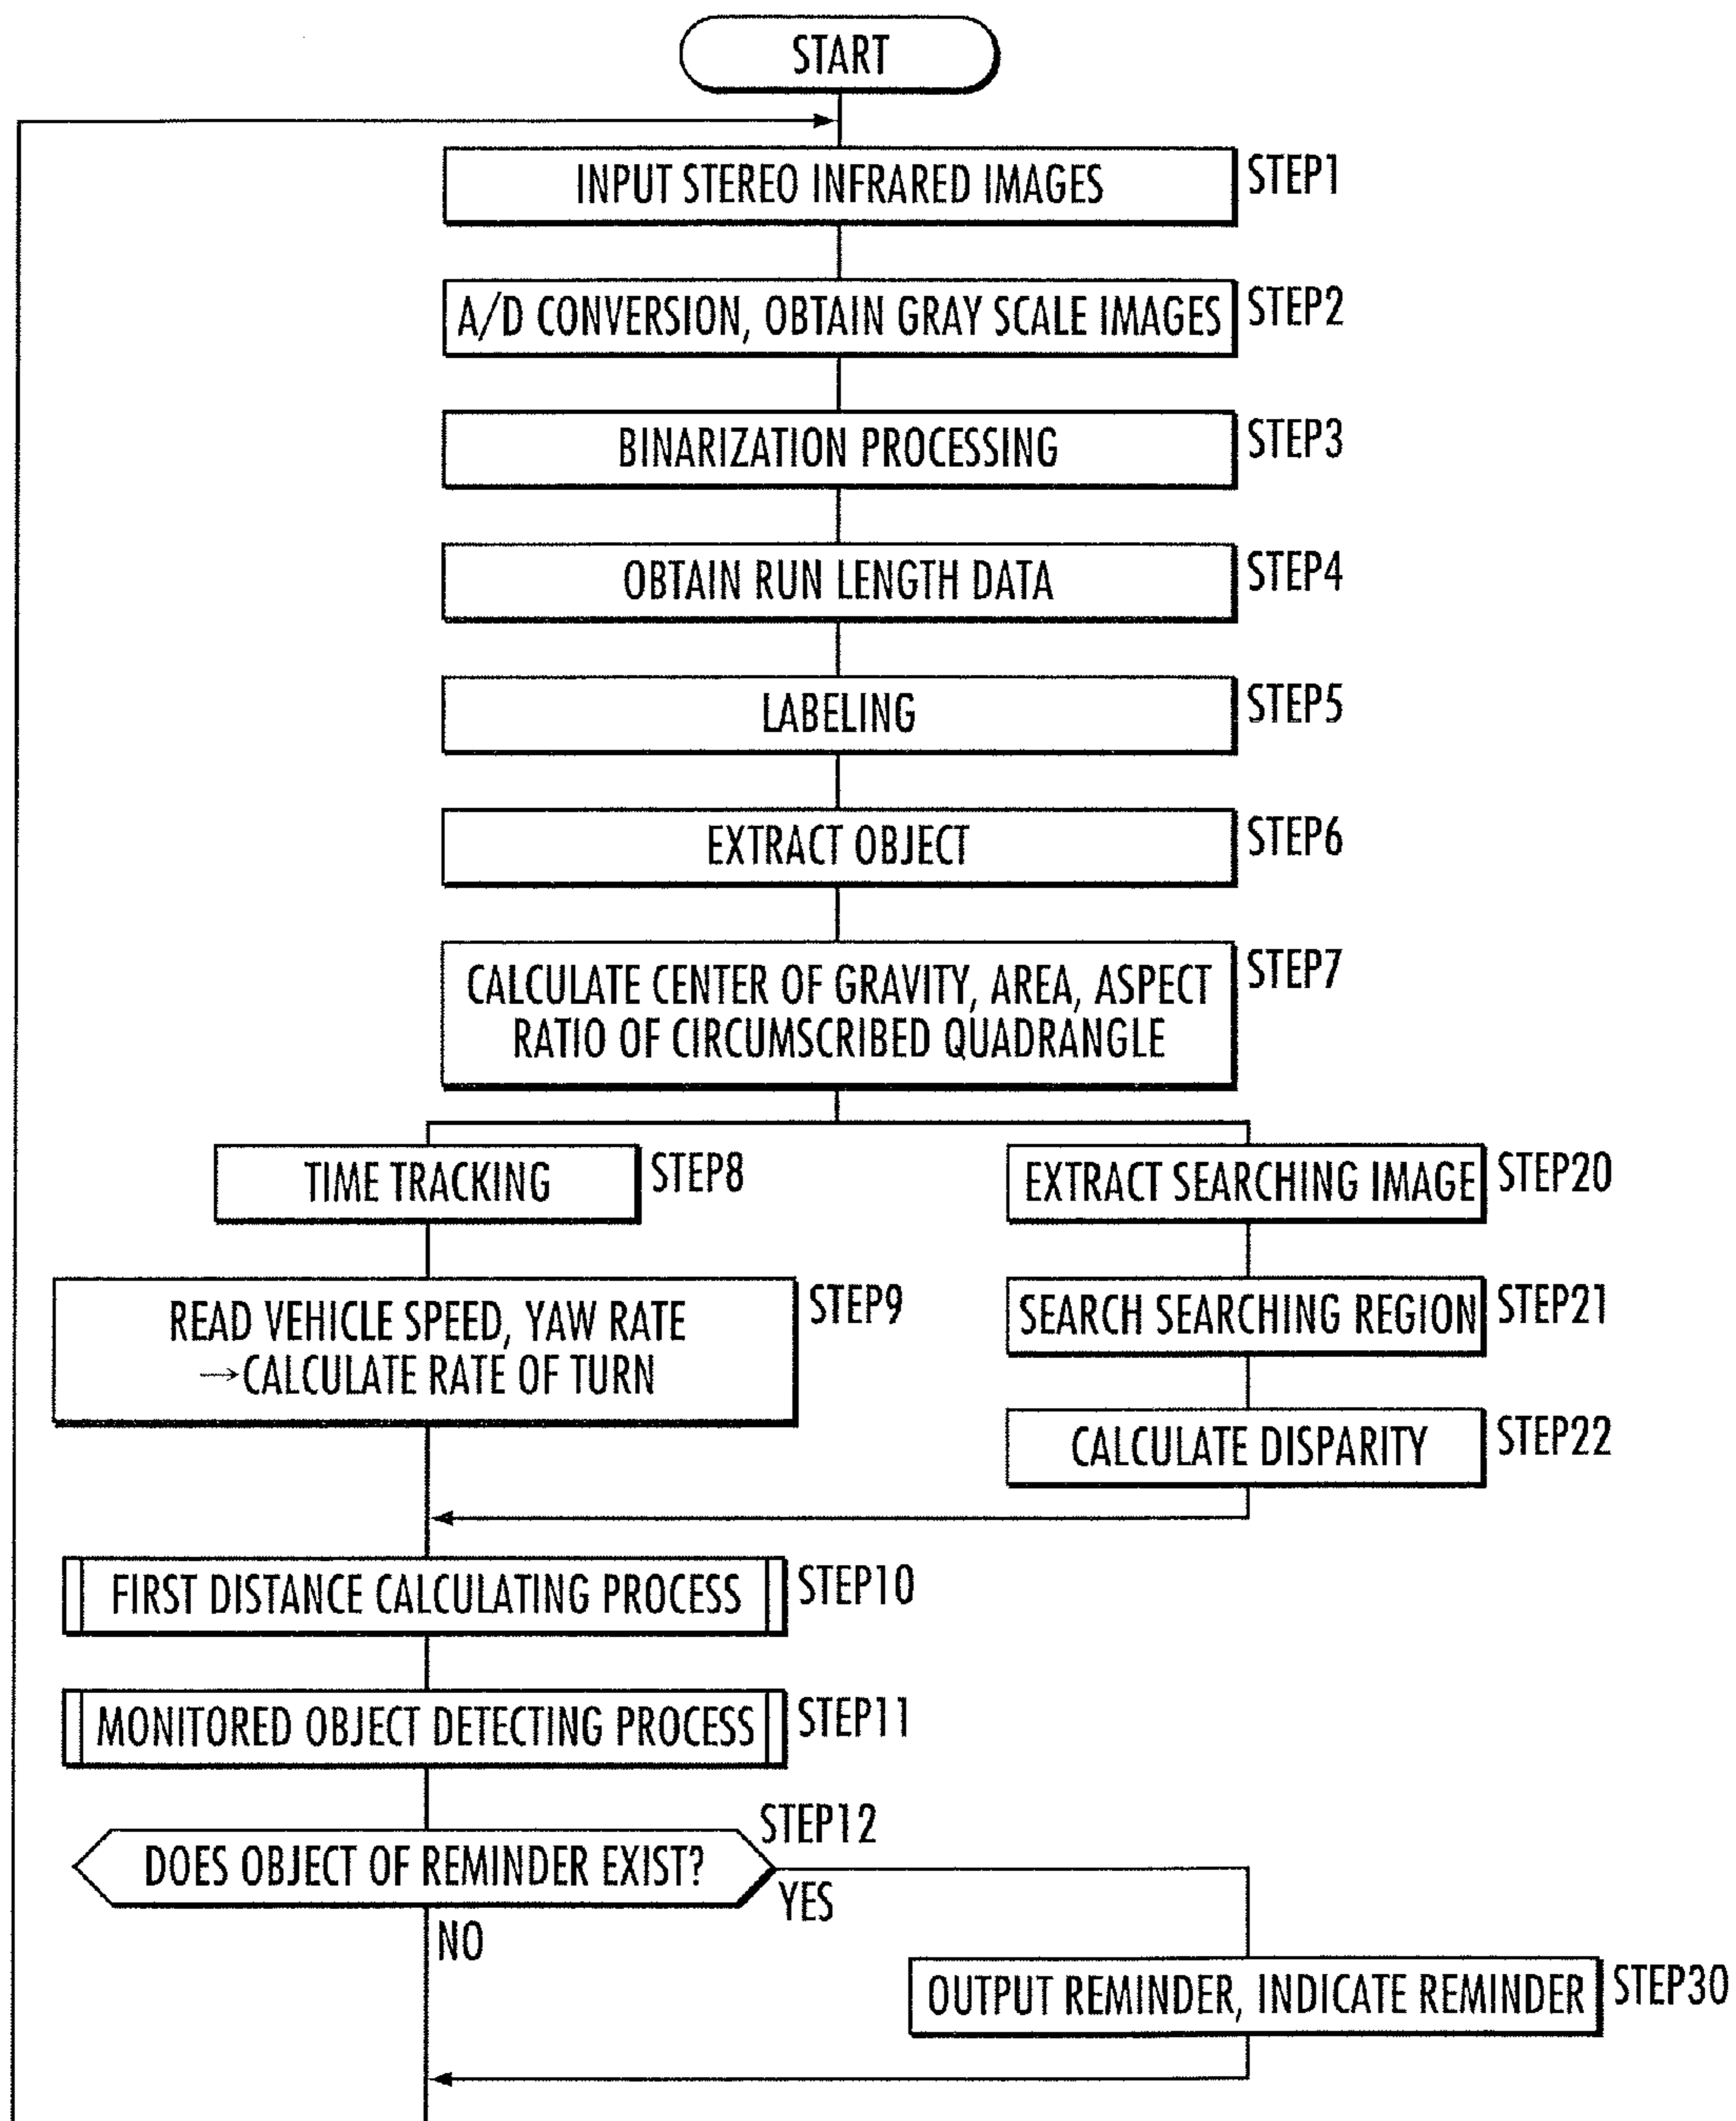 START
INPUT STEREO INFRARED IMAGES
STEP1
A/D CONVERSION, OBTAIN GRAY SCALE IMAGES
STEP2
BINARIZATION PROCESSING
STEP3
OBTAIN RUN LENGTH DATA
STEP4
LABELING
STEP5
EXTRACT OBJECT
STEP6
CALCULATE CENTER OF GRAVITY, AREA, ASPECT
RATIO OF CIRCUMSCRIBED QUADRANGLE
STEP7
TIME TRACKING
STEP8
EXTRACT SEARCHING IMAGE
STEP20
READ VEHICLE SPEED, YAW RATE
→CALCULATE RATE OF TURN
STEP9
SEARCH SEARCHING REGION
STEP21
CALCULATE DISPARITY
STEP22
FIRST DISTANCE CALCULATING PROCESS
STEP10
MONITORED OBJECT DETECTING PROCESS
STEP11
STEP12
DOES OBJECT OF REMINDER EXIST?
YES
NO
OUTPUT REMINDER, INDICATE REMINDER
STEP30